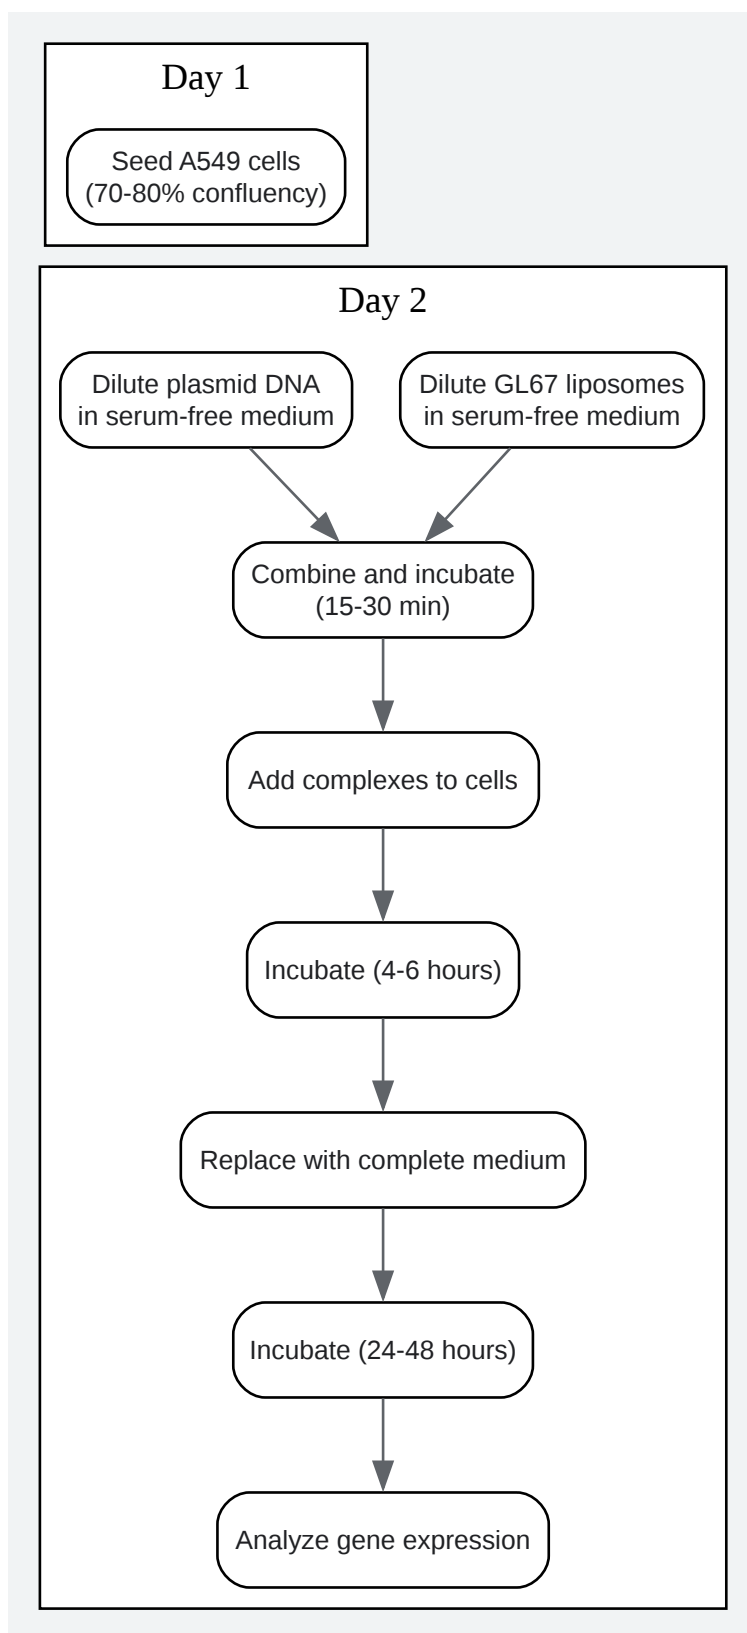 Day 1
Seed A549 cells
(70-80% confluency)
Day 2
Dilute plasmid DNA
in serum-free medium
Dilute GL67 liposomes
in serum-free medium
Combine and incubate
(15-30 min)
Add complexes to cells
Incubate (4-6 hours)
Replace with complete medium
Incubate (24-48 hours)
Analyze gene expression